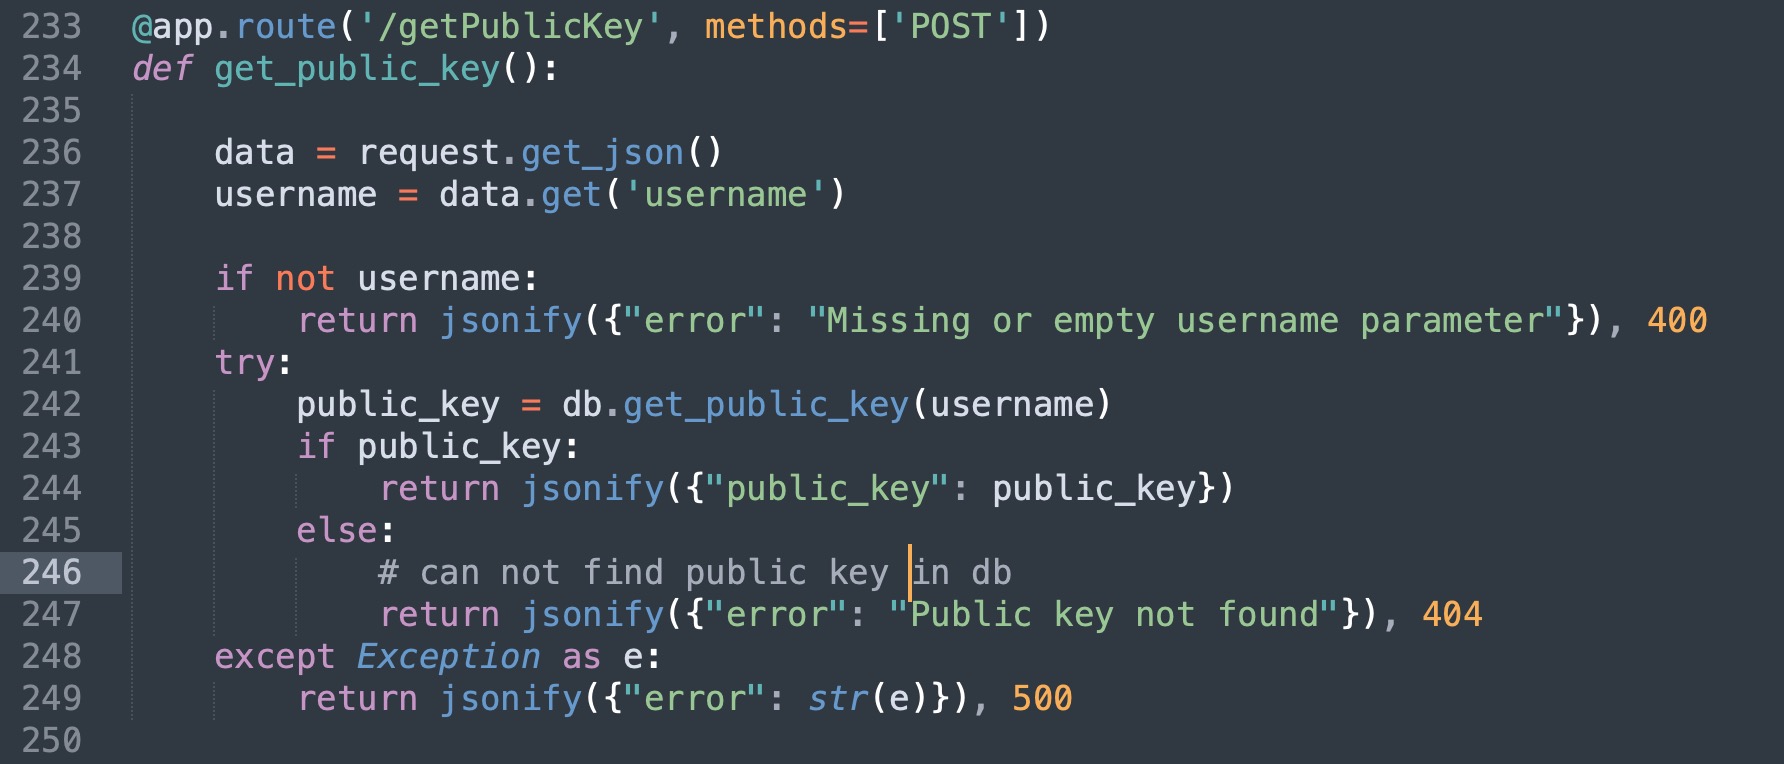 233 @app.route('/getPublicKey', methods=['POST'])
234 def get_public_key():
235
236     data = request.get_json()
237     username = data.get('username')
238
239     if not username:
240         return jsonify({"error": "Missing or empty username parameter"}), 400
241     try:
242         public_key = db.get_public_key(username)
243         if public_key:
244             return jsonify({"public_key": public_key})
245         else:
246             # can not find public key in db
247             return jsonify({"error": "Public key not found"}), 404
248     except Exception as e:
249         return jsonify({"error": str(e)}), 500
250